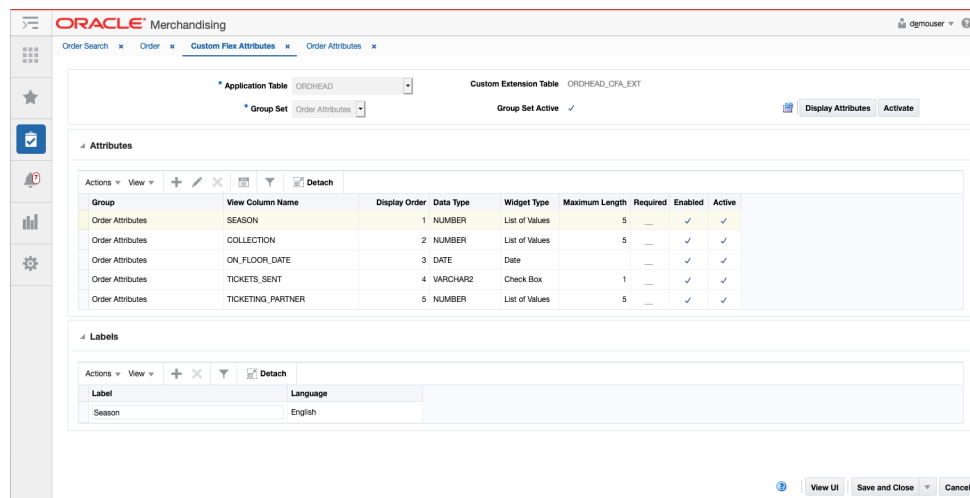 ORACLE Merchandising demouser
Order Search × Order × Custom Flex Attributes × Order Attributes ×
* Application Table ORDHEAD Custom Extension Table ORDHEAD_CFA_EXT
* Group Set Order Attributes Group Set Active ✓ Display Attributes Activate
Attributes
Actions View Detach
Group View Column Name Display Order Data Type Widget Type Maximum Length Required Enabled Active
Order Attributes SEASON 1 NUMBER List of Values 5 __ ✓ ✓
Order Attributes COLLECTION 2 NUMBER List of Values 5 __ ✓ ✓
Order Attributes ON_FLOOR_DATE 3 DATE Date __ ✓ ✓
Order Attributes TICKETS_SENT 4 VARCHAR2 Check Box 1 __ ✓ ✓
Order Attributes TICKETING_PARTNER 5 NUMBER List of Values 5 __ ✓ ✓
Labels
Actions View Detach
Label Language
Season English
? View UI Save and Close Cancel